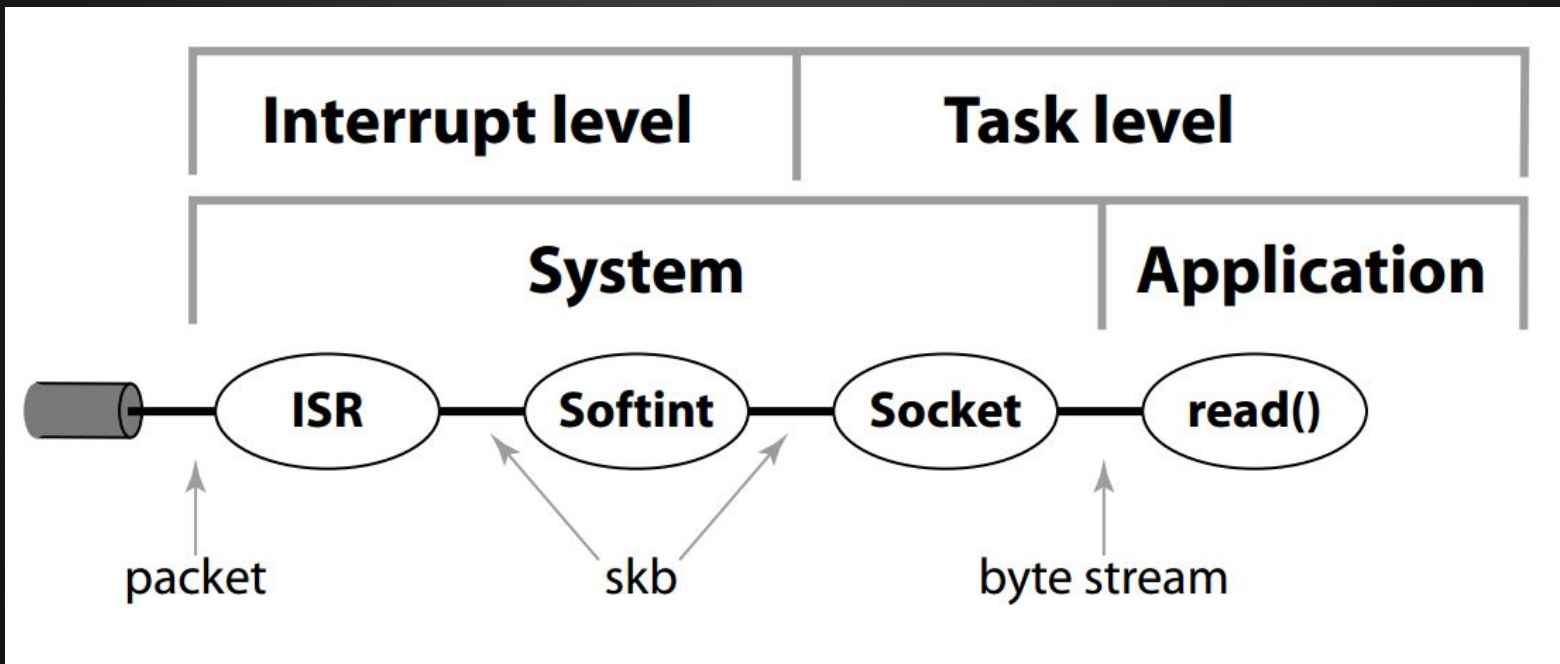 Interrupt level Task level
System Application
ISR Softint Socket read()
packet skb byte stream